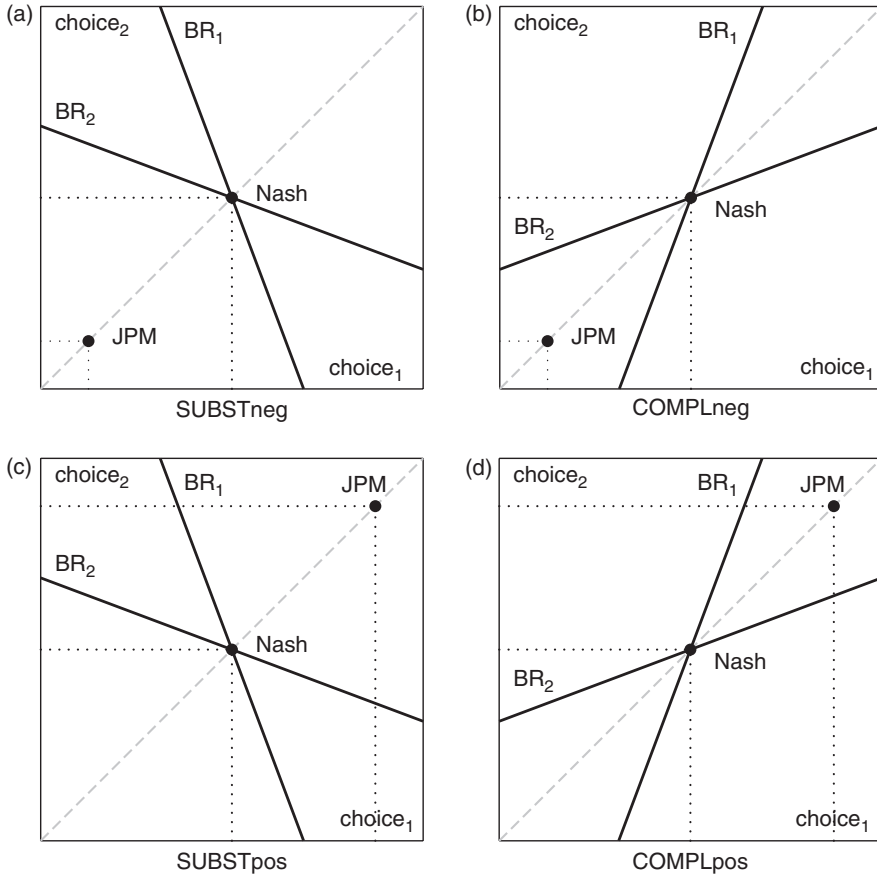 (a)
choice₂
BR₁
BR₂
Nash
JPM
choice₁
SUBSTneg
(b)
choice₂
BR₁
BR₂
Nash
JPM
choice₁
COMPLneg
(c)
choice₂
BR₁
JPM
BR₂
Nash
choice₁
SUBSTpos
(d)
choice₂
BR₁
JPM
BR₂
Nash
choice₁
COMPLpos